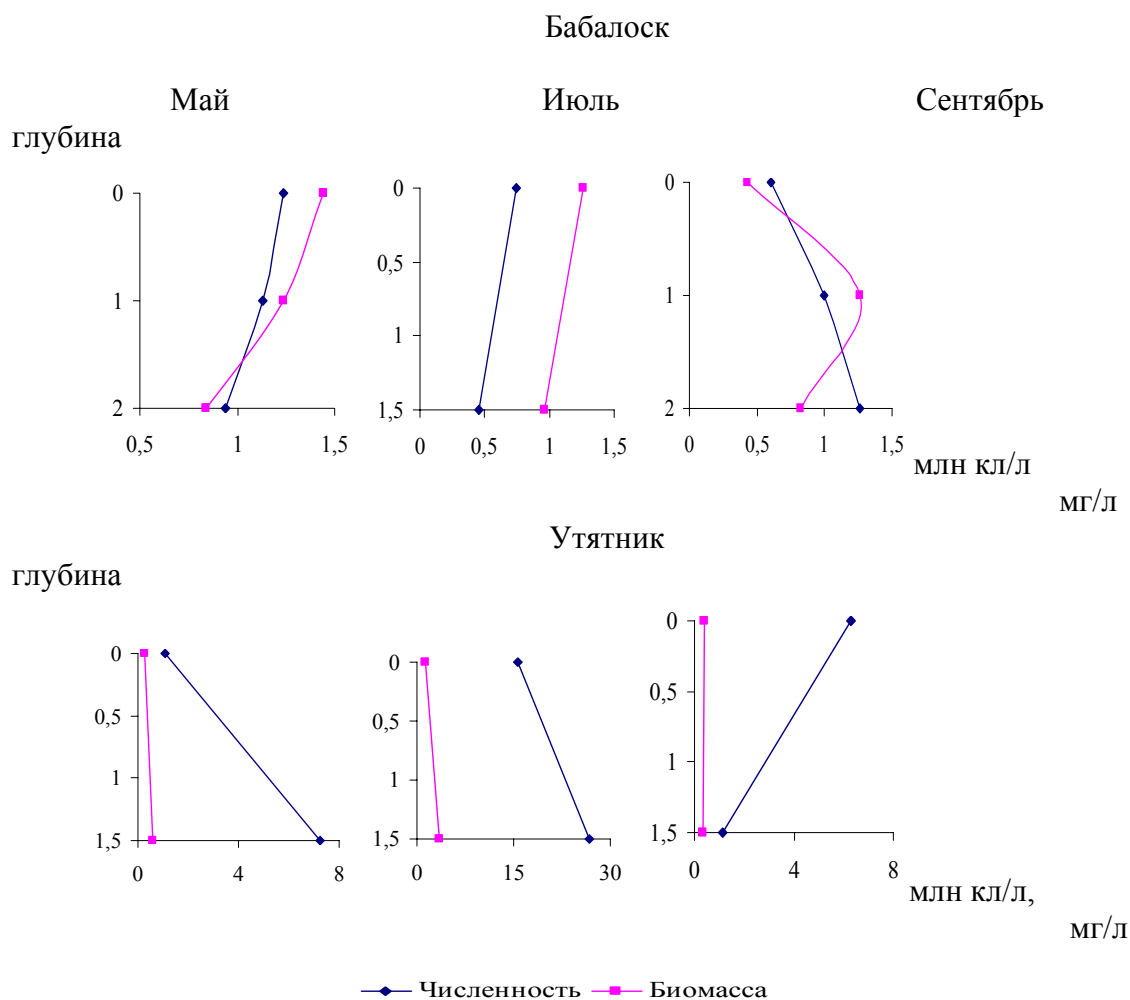 Бабалоск
Май Июль Сентябрь
глубина
0
1
2
0,5 1 1,5
0
0,5
1
1,5
0 0,5 1 1,5
0
1
2
0 0,5 1 1,5
млн кл/л
мг/л
Утятник
глубина
0
0,5
1
1,5
0 4 8
0
0,5
1
1,5
0 15 30
0
0,5
1
1,5
0 4 8
млн кл/л,
мг/л
Численность Биомасса